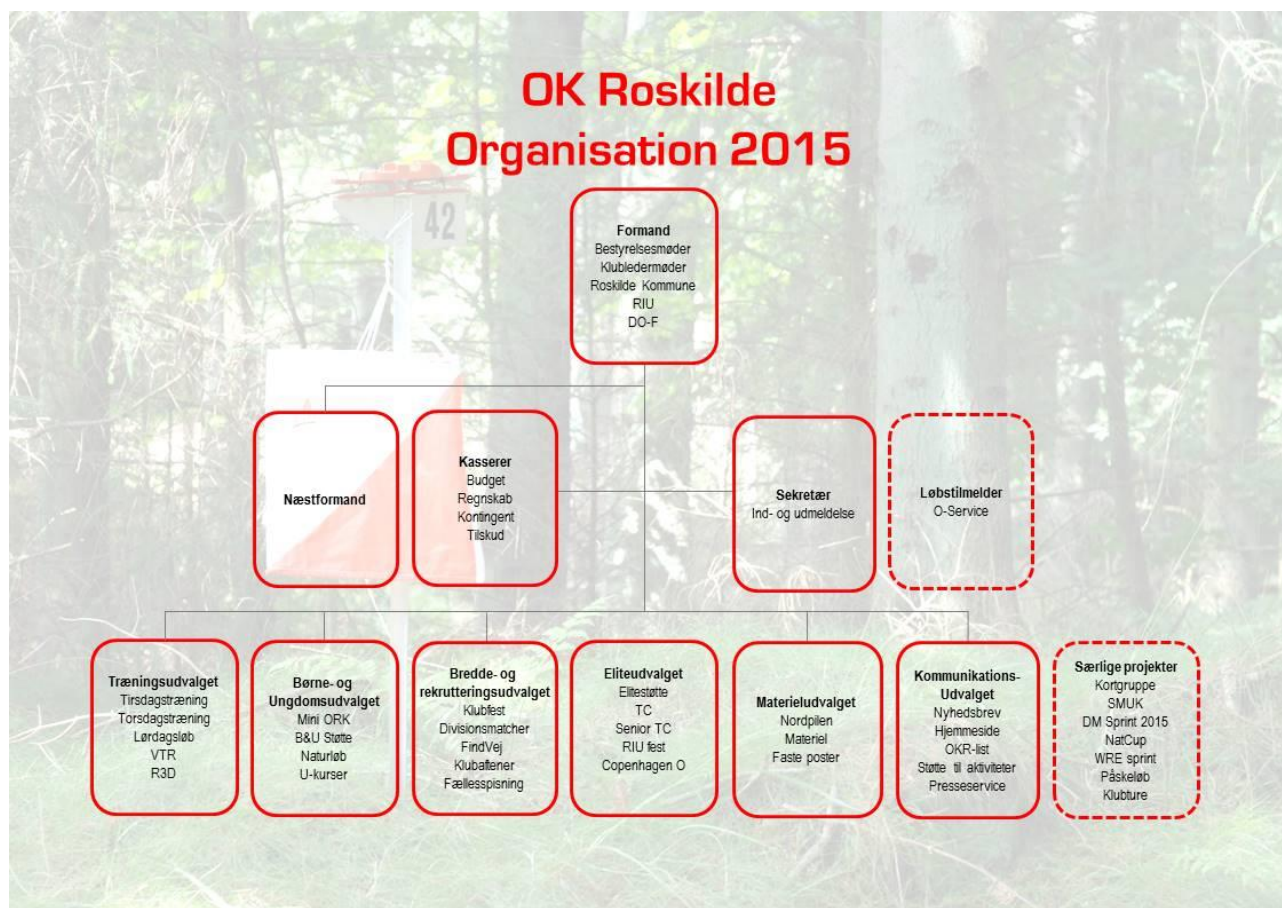 OK Roskilde
Organisation 2015
42
Formand
Bestyrelsesmøder
Klubledermøder
Roskilde Kommune
RIU
DO-F
Næstformand
Kasserer
Budget
Regnskab
Kontingent
Tilskud
Sekretær
Ind- og udmeldelse
Løbstilmelder
O-Service
Træningsudvalget
Tirsdagstræning
Torsdagstræning
Lørdagsløb
VTR
R3D
Børne- og
Ungdomsudvalget
Mini ORK
B&U Støtte
Naturløb
U-kurser
Bredde- og
rekrutteringsudvalget
Klubfest
Divisionsmatcher
FindVej
Klubaftener
Fællesspisning
Eliteudvalget
Elitestøtte
TC
Senior TC
RIU fest
Copenhagen O
Materieludvalget
Nordpilen
Materiel
Faste poster
Kommunikations-
Udvalget
Nyhedsbrev
Hjemmeside
OKR-list
Støtte til aktiviteter
Presseservice
Særlige projekter
Kortgruppe
SMUK
DM Sprint 2015
NatCup
WRE sprint
Påskeløb
Klubture